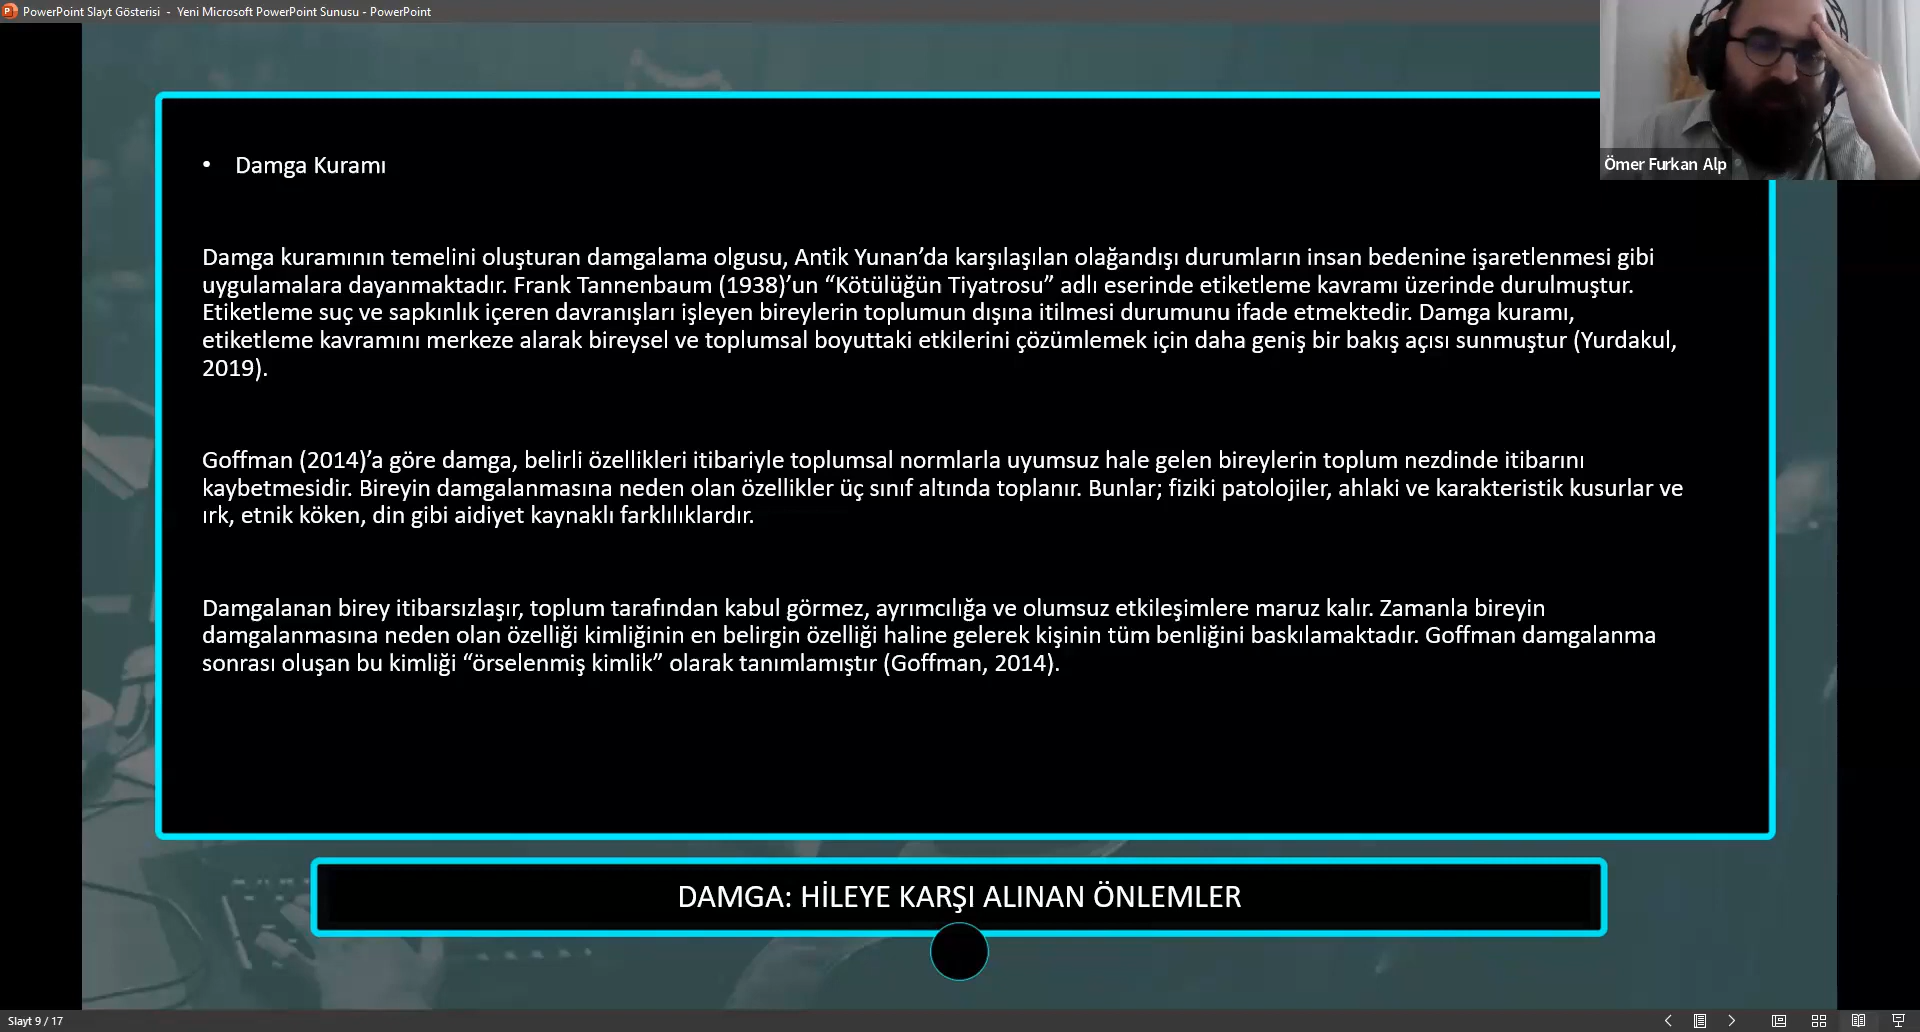 PowerPoint Slayt Gösterisi - Yeni Microsoft PowerPoint Sunusu - PowerPoint
Ömer Furkan Alp
• Damga Kuramı
Damga kuramının temelini oluşturan damgalama olgusu, Antik Yunan’da karşılaşılan olağandışı durumların insan bedenine işaretlenmesi gibi
uygulamalara dayanmaktadır. Frank Tannenbaum (1938)’un “Kötülüğün Tiyatrosu” adlı eserinde etiketleme kavramı üzerinde durulmuştur.
Etiketleme suç ve sapkınlık içeren davranışları işleyen bireylerin toplumun dışına itilmesi durumunu ifade etmektedir. Damga kuramı,
etiketleme kavramını merkeze alarak bireysel ve toplumsal boyuttaki etkilerini çözümlemek için daha geniş bir bakış açısı sunmuştur (Yurdakul,
2019).
Goffman (2014)’a göre damga, belirli özellikleri itibariyle toplumsal normlarla uyumsuz hale gelen bireylerin toplum nezdinde itibarını
kaybetmesidir. Bireyin damgalanmasına neden olan özellikler üç sınıf altında toplanır. Bunlar; fiziki patolojiler, ahlaki ve karakteristik kusurlar ve
ırk, etnik köken, din gibi aidiyet kaynaklı farklılıklardır.
Damgalanan birey itibarsızlaşır, toplum tarafından kabul görmez, ayrımcılığa ve olumsuz etkileşimlere maruz kalır. Zamanla bireyin
damgalanmasına neden olan özelliği kimliğinin en belirgin özelliği haline gelerek kişinin tüm benliğini baskılamaktadır. Goffman damgalanma
sonrası oluşan bu kimliği “örselenmiş kimlik” olarak tanımlamıştır (Goffman, 2014).
DAMGA: HİLEYE KARŞI ALINAN ÖNLEMLER
Slayt 9 / 17